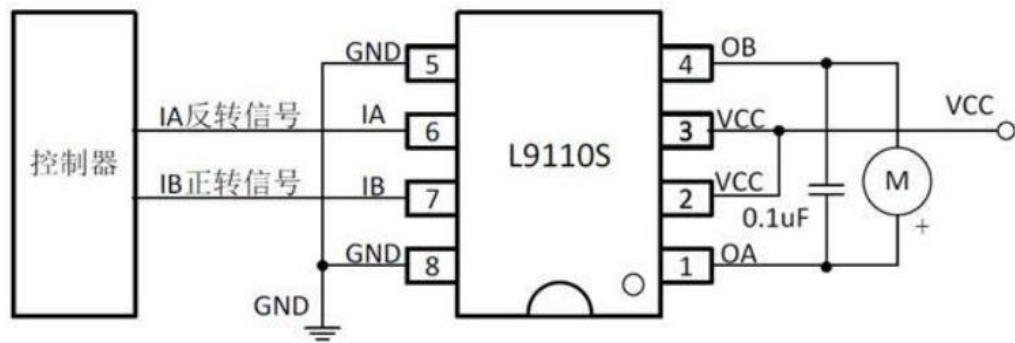 GND 5 4 OB
IA反转信号 IA 6 3 VCC VCC
控制器 L9110S M
IB正转信号 IB 7 2 VCC 0.1uF +
GND 8 1 OA
GND